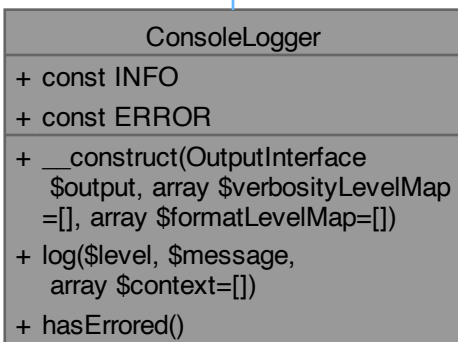 ConsoleLogger
+ const INFO
+ const ERROR
+ __construct(OutputInterface
$output, array $verbosityLevelMap
=[], array $formatLevelMap=[])
+ log($level, $message,
array $context=[])
+ hasErrored()